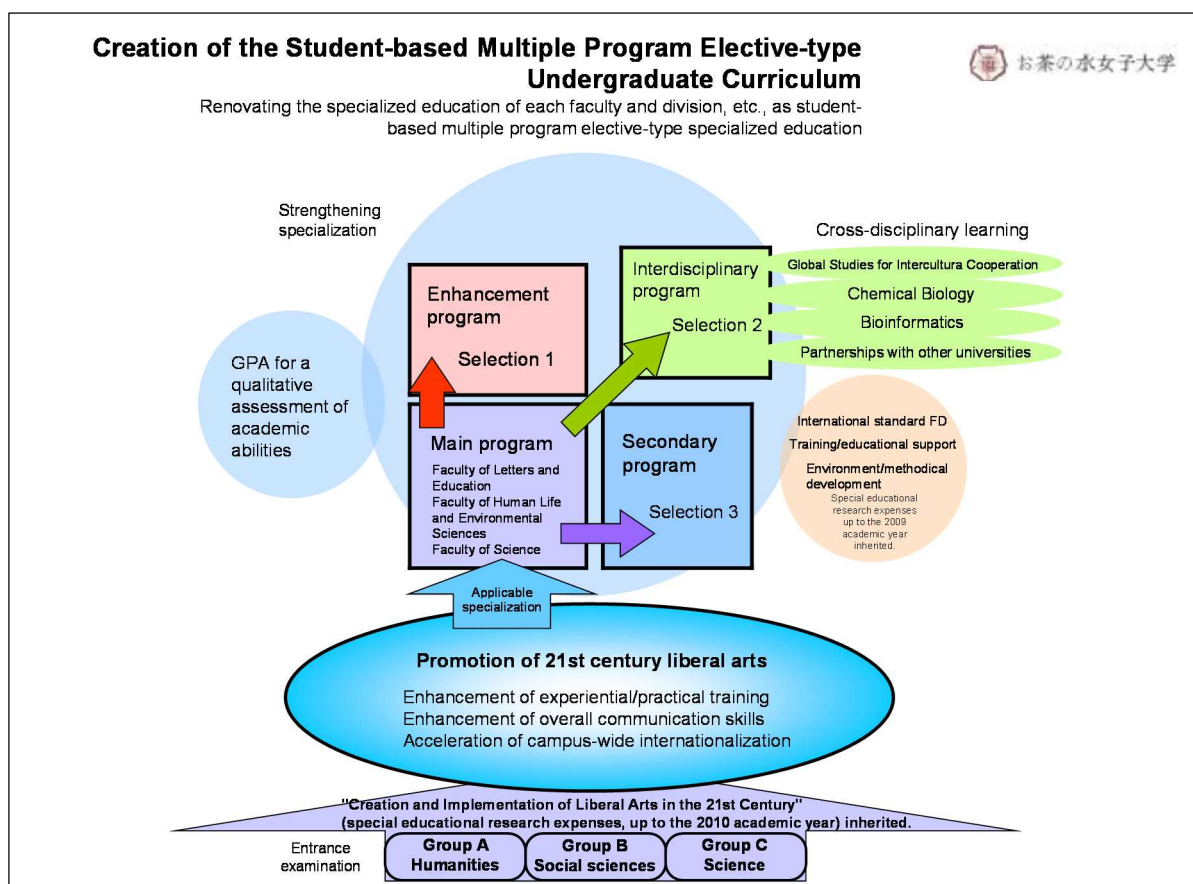 Creation of the Student-based Multiple Program Elective-type
Undergraduate Curriculum
お茶の水女子大学
Renovating the specialized education of each faculty and division, etc., as student-
based multiple program elective-type specialized education
Strengthening
specialization
Cross-disciplinary learning
Enhancement
program
Selection 1
Interdisciplinary
program
Selection 2
Global Studies for Intercultura Cooperation
Chemical Biology
Bioinformatics
Partnerships with other universities
GPA for a
qualitative
assessment of
academic
abilities
Main program
Faculty of Letters and
Education
Faculty of Human Life
and Environmental
Sciences
Faculty of Science
Secondary
program
Selection 3
International standard FD
Training/educational support
Environment/methodical
development
Special educational
research expenses
up to the 2009
academic year
inherited.
Applicable
specialization
Promotion of 21st century liberal arts
Enhancement of experiential/practical training
Enhancement of overall communication skills
Acceleration of campus-wide internationalization
"Creation and Implementation of Liberal Arts in the 21st Century"
(special educational research expenses, up to the 2010 academic year) inherited.
Entrance
examination
Group A
Humanities
Group B
Social sciences
Group C
Science